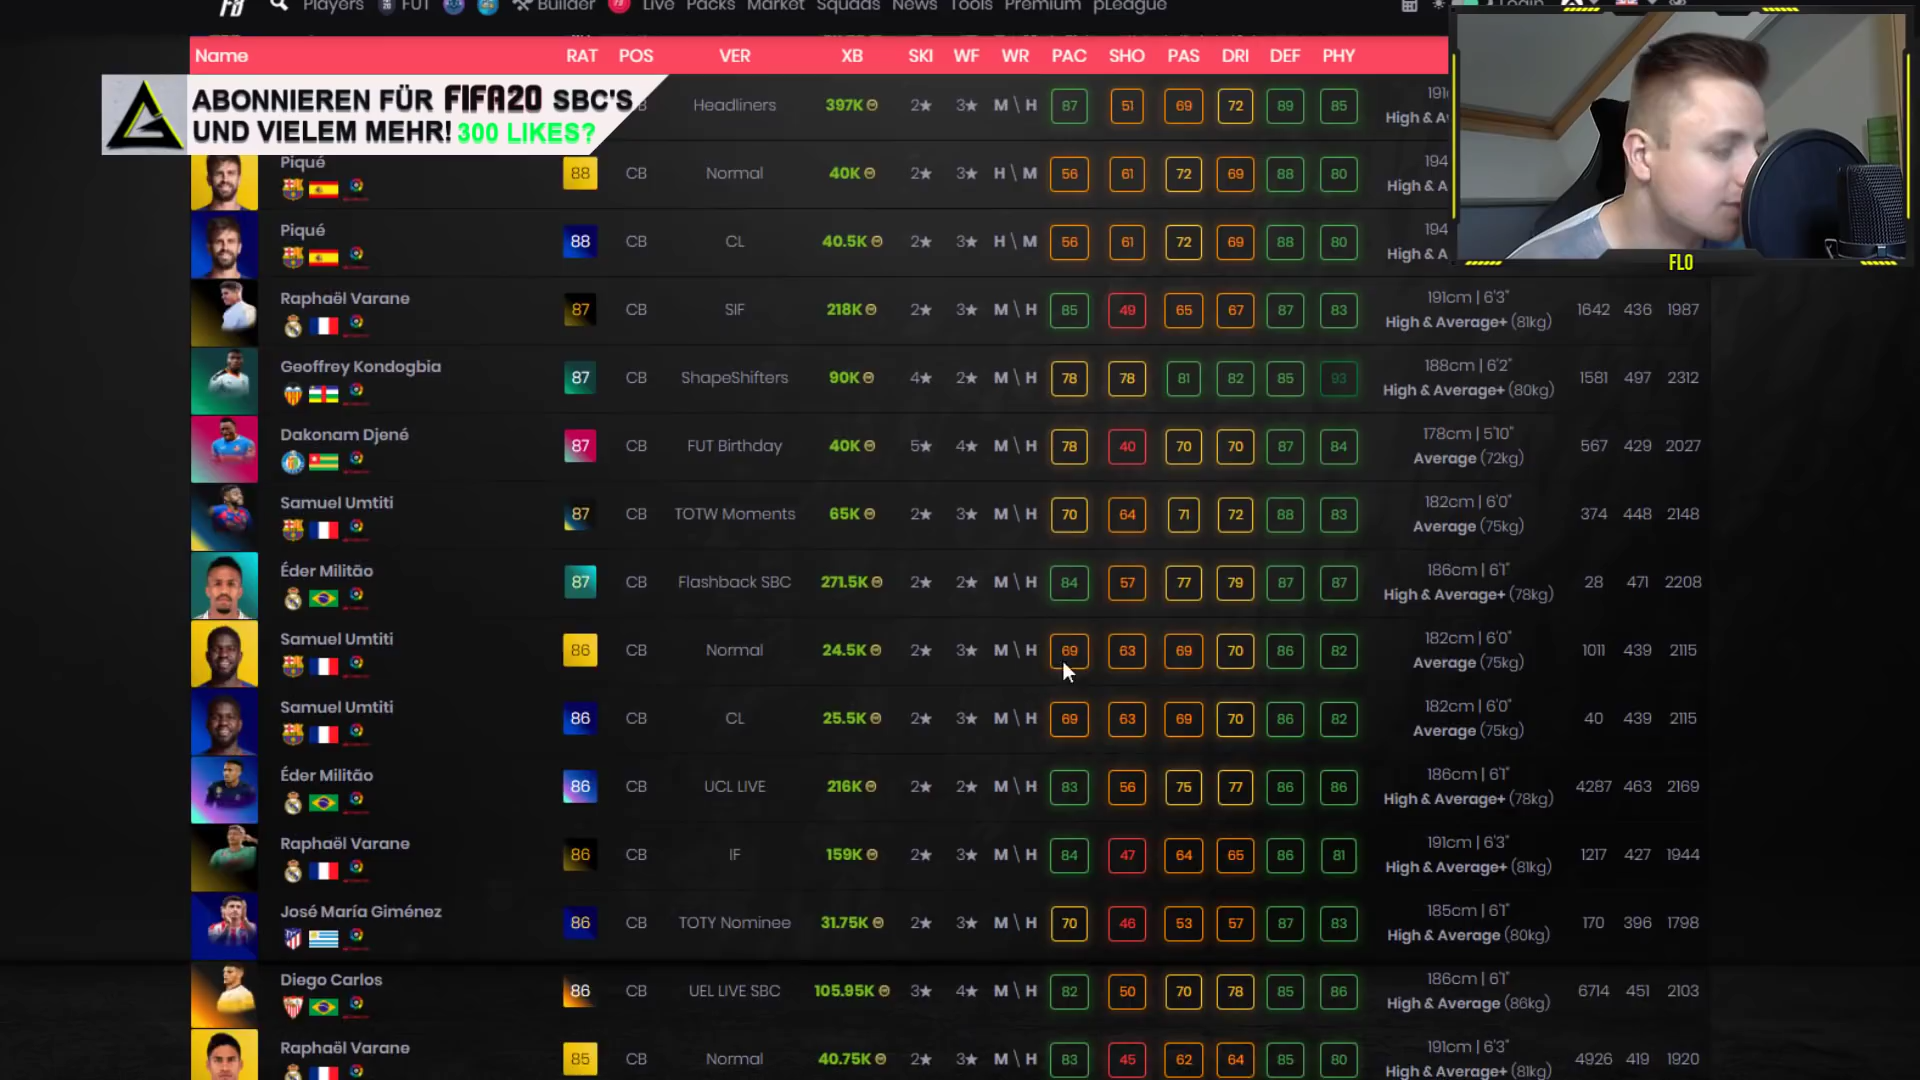 Players FUT Builder Live Packs Market Squads News Tools Premium pLeague
Name RAT POS VER XB SKI WF WR PAC SHO PAS DRI DEF PHY
ABONNIEREN FÜR FIFA20 SBC'S
UND VIELEM MEHR! 300 LIKES?
Headliners 397K 2★ 3★ M \ H 87 51 69 72 89 85
High & A
Piqué 88 CB Normal 40K 2★ 3★ H \ M 56 61 72 69 88 80 194
High & A
Piqué 88 CB CL 40.5K 2★ 3★ H \ M 56 61 72 69 88 80 194
High & A
Raphaël Varane 87 CB SIF 218K 2★ 3★ M \ H 85 49 65 67 87 83 191cm | 6'3" 1642 436 1987
High & Average+ (81kg)
Geoffrey Kondogbia 87 CB ShapeShifters 90K 4★ 2★ M \ H 78 78 81 82 85 93 188cm | 6'2" 1581 497 2312
High & Average+ (80kg)
Dakonam Djené 87 CB FUT Birthday 40K 5★ 4★ M \ H 78 40 70 70 87 84 178cm | 5'10" 567 429 2027
Average (72kg)
Samuel Umtiti 87 CB TOTW Moments 65K 2★ 3★ M \ H 70 64 71 72 88 83 182cm | 6'0" 374 448 2148
Average (75kg)
Éder Militão 87 CB Flashback SBC 271.5K 2★ 2★ M \ H 84 57 77 79 87 87 186cm | 6'1" 28 471 2208
High & Average+ (78kg)
Samuel Umtiti 86 CB Normal 24.5K 2★ 3★ M \ H 69 63 69 70 86 82 182cm | 6'0" 1011 439 2115
Average (75kg)
Samuel Umtiti 86 CB CL 25.5K 2★ 3★ M \ H 69 63 69 70 86 82 182cm | 6'0" 40 439 2115
Average (75kg)
Éder Militão 86 CB UCL LIVE 216K 2★ 2★ M \ H 83 56 75 77 86 86 186cm | 6'1" 4287 463 2169
High & Average+ (78kg)
Raphaël Varane 86 CB IF 159K 2★ 3★ M \ H 84 47 64 65 86 81 191cm | 6'3" 1217 427 1944
High & Average+ (81kg)
José María Giménez 86 CB TOTY Nominee 31.75K 2★ 3★ M \ H 70 46 53 57 87 83 185cm | 6'1" 170 396 1798
High & Average (80kg)
Diego Carlos 86 CB UEL LIVE SBC 105.95K 3★ 4★ M \ H 82 50 70 78 85 86 186cm | 6'1" 6714 451 2103
High & Average (86kg)
Raphaël Varane 85 CB Normal 40.75K 2★ 3★ M \ H 83 45 62 64 85 80 191cm | 6'3" 4926 419 1920
High & Average+ (81kg)
FLO